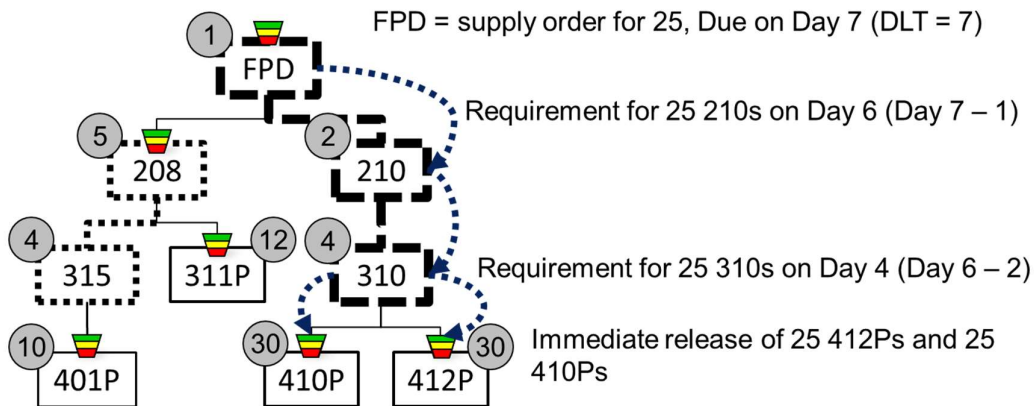 FPD = supply order for 25, Due on Day 7 (DLT = 7)
1
FPD
Requirement for 25 210s on Day 6 (Day 7 – 1)
5
2
208
210
4
12
4
315
311P
310
Requirement for 25 310s on Day 4 (Day 6 – 2)
10
30
30
401P
410P
412P
Immediate release of 25 412Ps and 25
410Ps